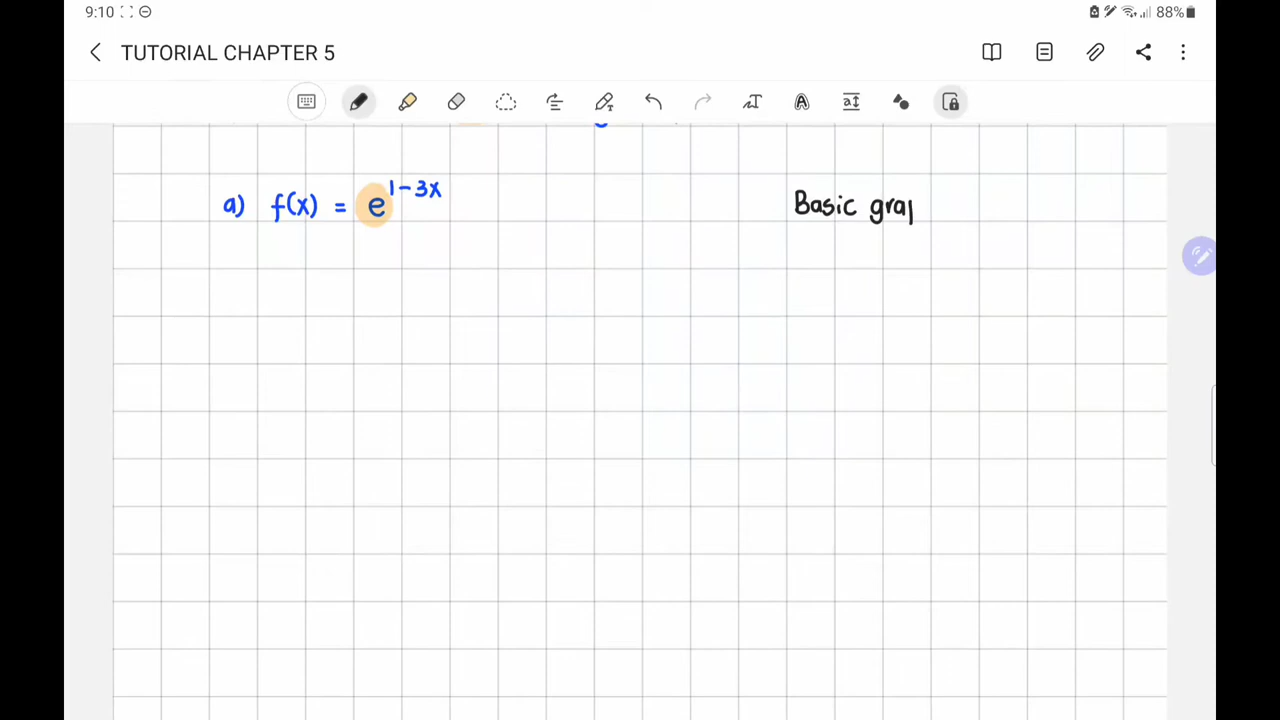 9:10 88%
TUTORIAL CHAPTER 5
a) f(x) = e^{1-3x}
Basic gra